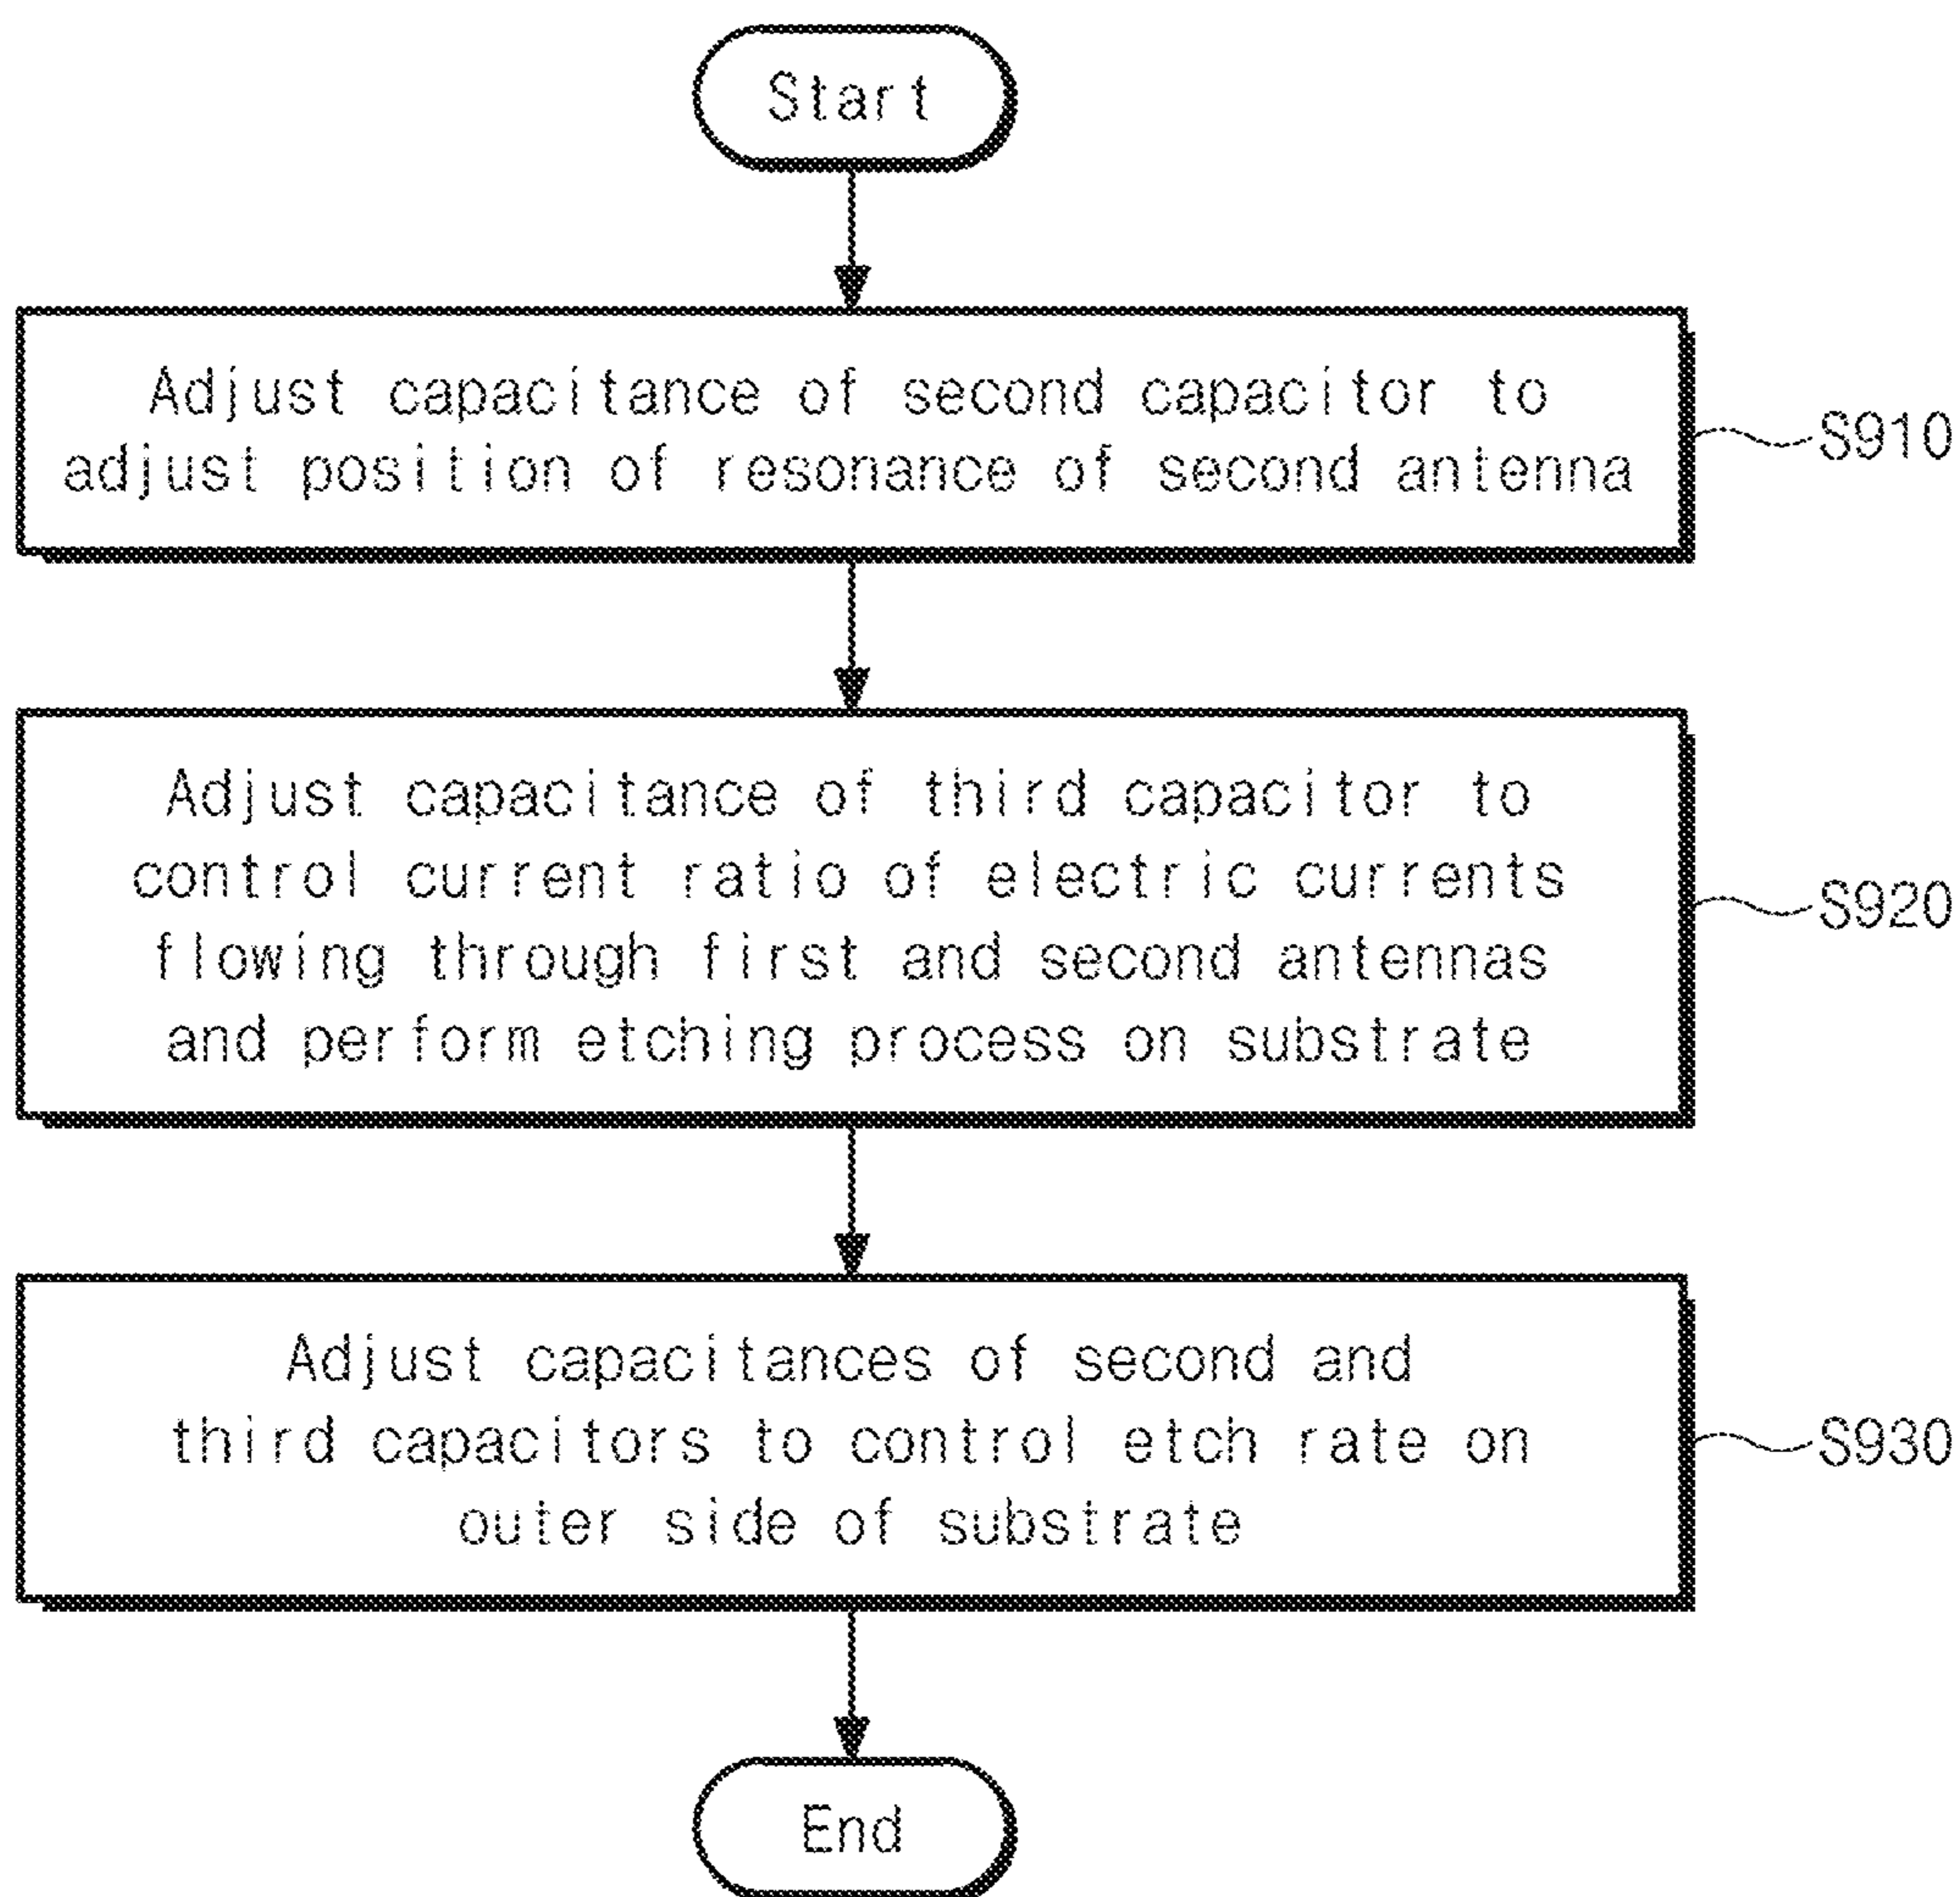 Start
Adjust capacitance of second capacitor to
adjust position of resonance of second antenna
S910
Adjust capacitance of third capacitor to
control current ratio of electric currents
flowing through first and second antennas
and perform etching process on substrate
S920
Adjust capacitances of second and
third capacitors to control etch rate on
outer side of substrate
S930
End